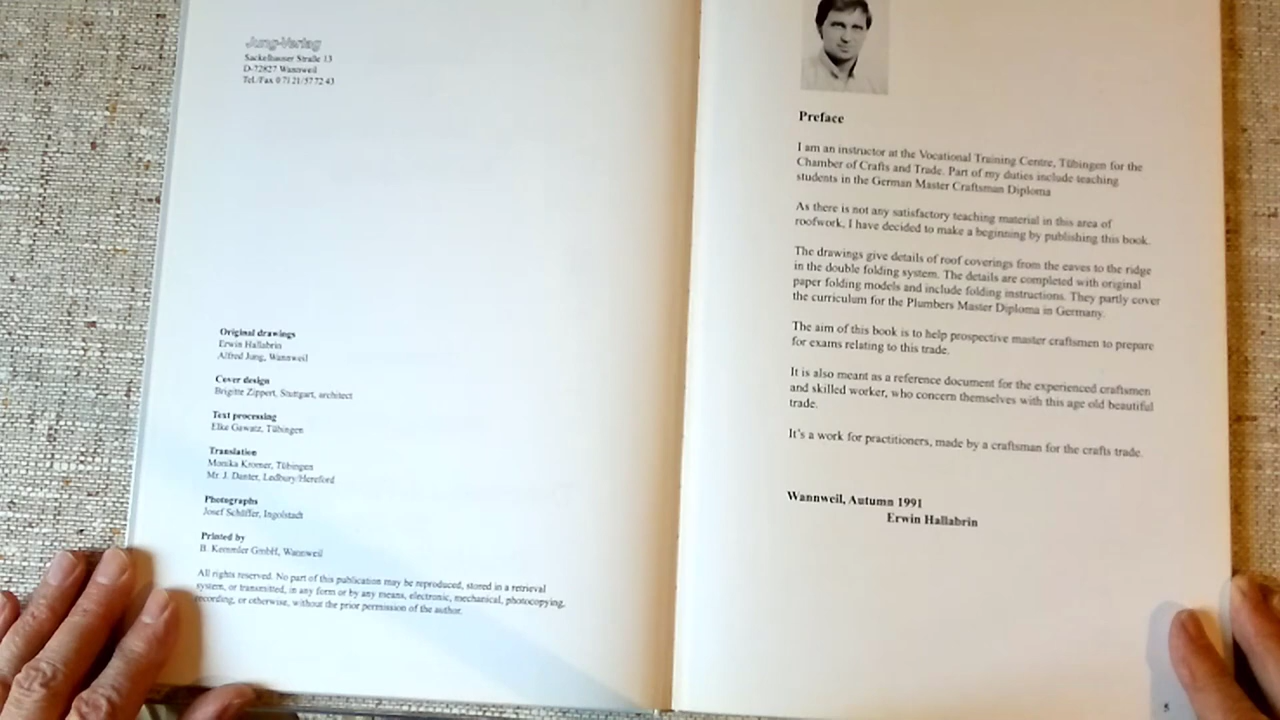 Jung-Verlag
Sackelhauser Straße 13
D-72827 Wannweil
Tel./Fax 0 71 21/57 72 43
Original drawings
Erwin Hallabrin
Alfred Jung, Wannweil
Cover design
Brigitte Zippert, Stuttgart, architect
Text processing
Elke Gawatz, Tübingen
Translation
Monika Kromer, Tübingen
Mr. J. Danter, Ledbury/Hereford
Photographs
Josef Schäffer, Ingolstadt
Printed by
B. Kemmler GmbH, Wannweil
All rights reserved. No part of this publication may be reproduced, stored in a retrieval
system, or transmitted, in any form or by any means, electronic, mechanical, photocopying,
recording, or otherwise, without the prior permission of the author.
Preface
I am an instructor at the Vocational Training Centre, Tübingen for the
Chamber of Crafts and Trade. Part of my duties include teaching
students in the German Master Craftsman Diploma
As there is not any satisfactory teaching material in this area of
roofwork, I have decided to make a beginning by publishing this book.
The drawings give details of roof coverings from the eaves to the ridge
in the double folding system. The details are completed with original
paper folding models and include folding instructions. They partly cover
the curriculum for the Plumbers Master Diploma in Germany.
The aim of this book is to help prospective master craftsmen to prepare
for exams relating to this trade.
It is also meant as a reference document for the experienced craftsmen
and skilled worker, who concern themselves with this age old beautiful
trade.
It's a work for practitioners, made by a craftsman for the crafts trade.
Wannweil, Autumn 1991
Erwin Hallabrin
5